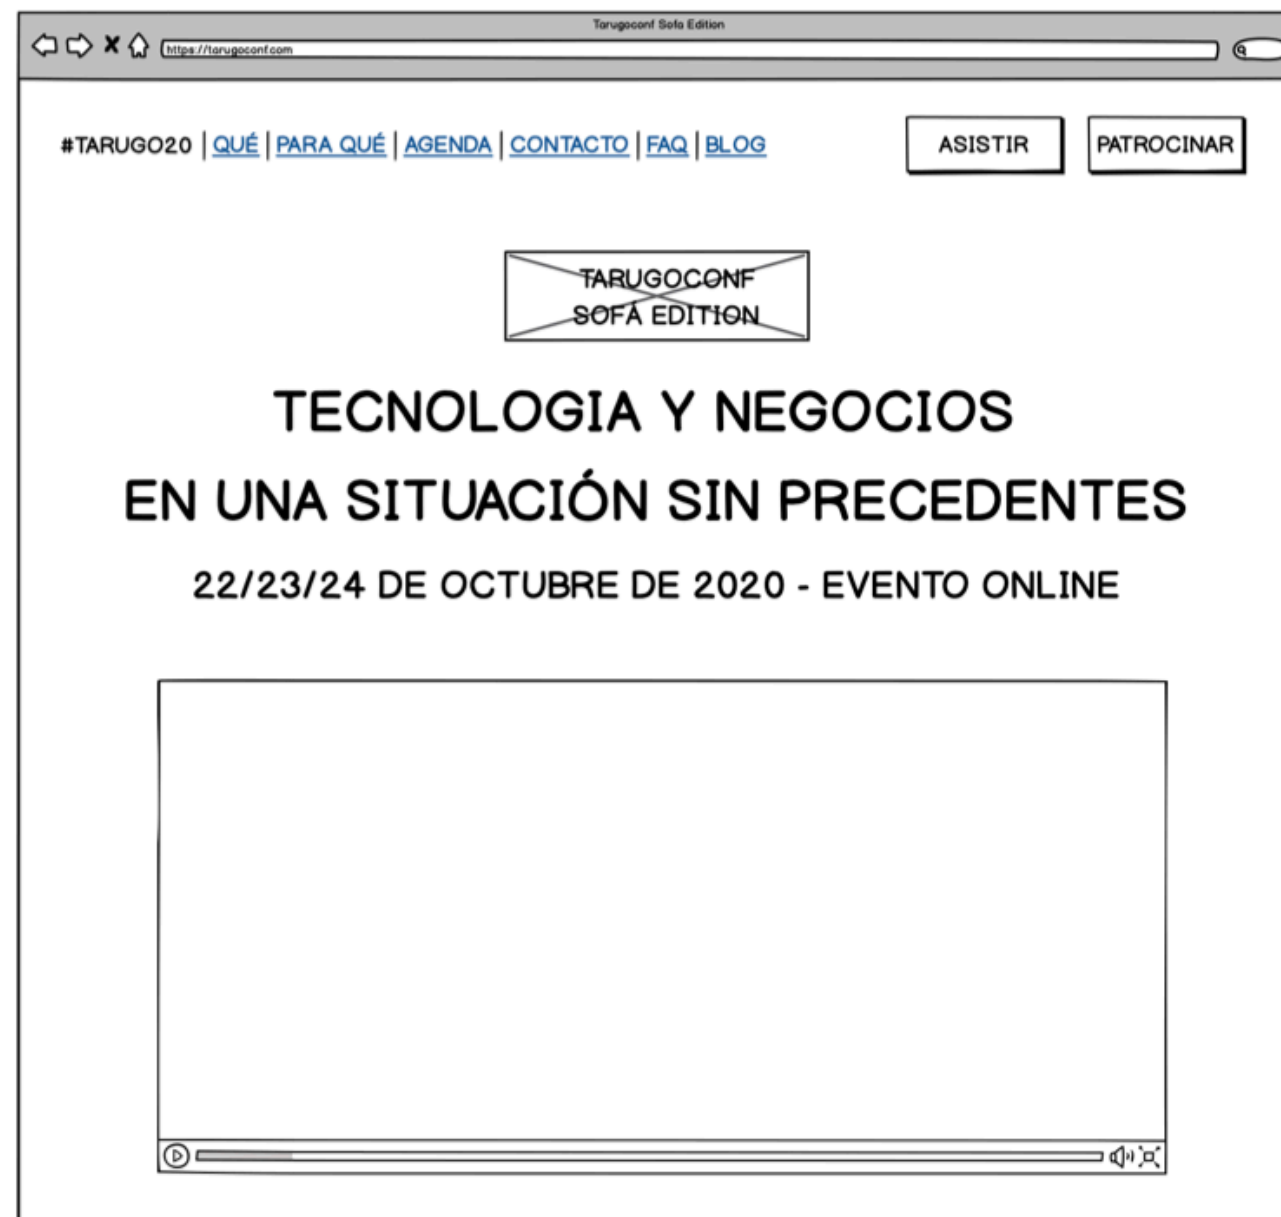 Tarugoconf Sofa Edition
https://tarugoconf.com
#TARUGO20 | QUÉ | PARA QUÉ | AGENDA | CONTACTO | FAQ | BLOG
ASISTIR
PATROCINAR
TARUGOCONF
SOFÁ EDITION
TECNOLOGIA Y NEGOCIOS
EN UNA SITUACIÓN SIN PRECEDENTES
22/23/24 DE OCTUBRE DE 2020 - EVENTO ONLINE